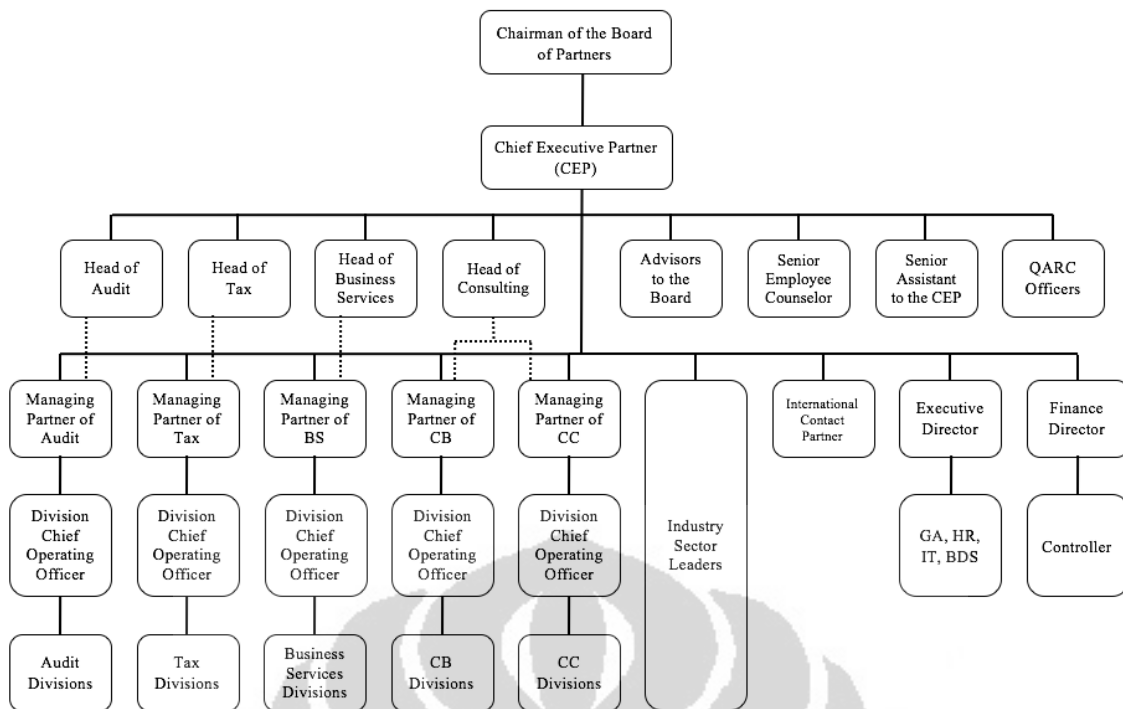 Chairman of the Board
of Partners
Chief Executive Partner
(CEP)
Head of
Audit
Head of
Tax
Head of
Business
Services
Head of
Consulting
Advisors
to the
Board
Senior
Employee
Counselor
Senior
Assistant
to the CEP
QARC
Officers
Managing
Partner of
Audit
Managing
Partner of
Tax
Managing
Partner of
BS
Managing
Partner of
CB
Managing
Partner of
CC
Industry
Sector
Leaders
International
Contact
Partner
Executive
Director
Finance
Director
Division
Chief
Operating
Officer
Division
Chief
Operating
Officer
Division
Chief
Operating
Officer
Division
Chief
Operating
Officer
Division
Chief
Operating
Officer
GA, HR,
IT, BDS
Controller
Audit
Divisions
Tax
Divisions
Business
Services
Divisions
CB
Divisions
CC
Divisions